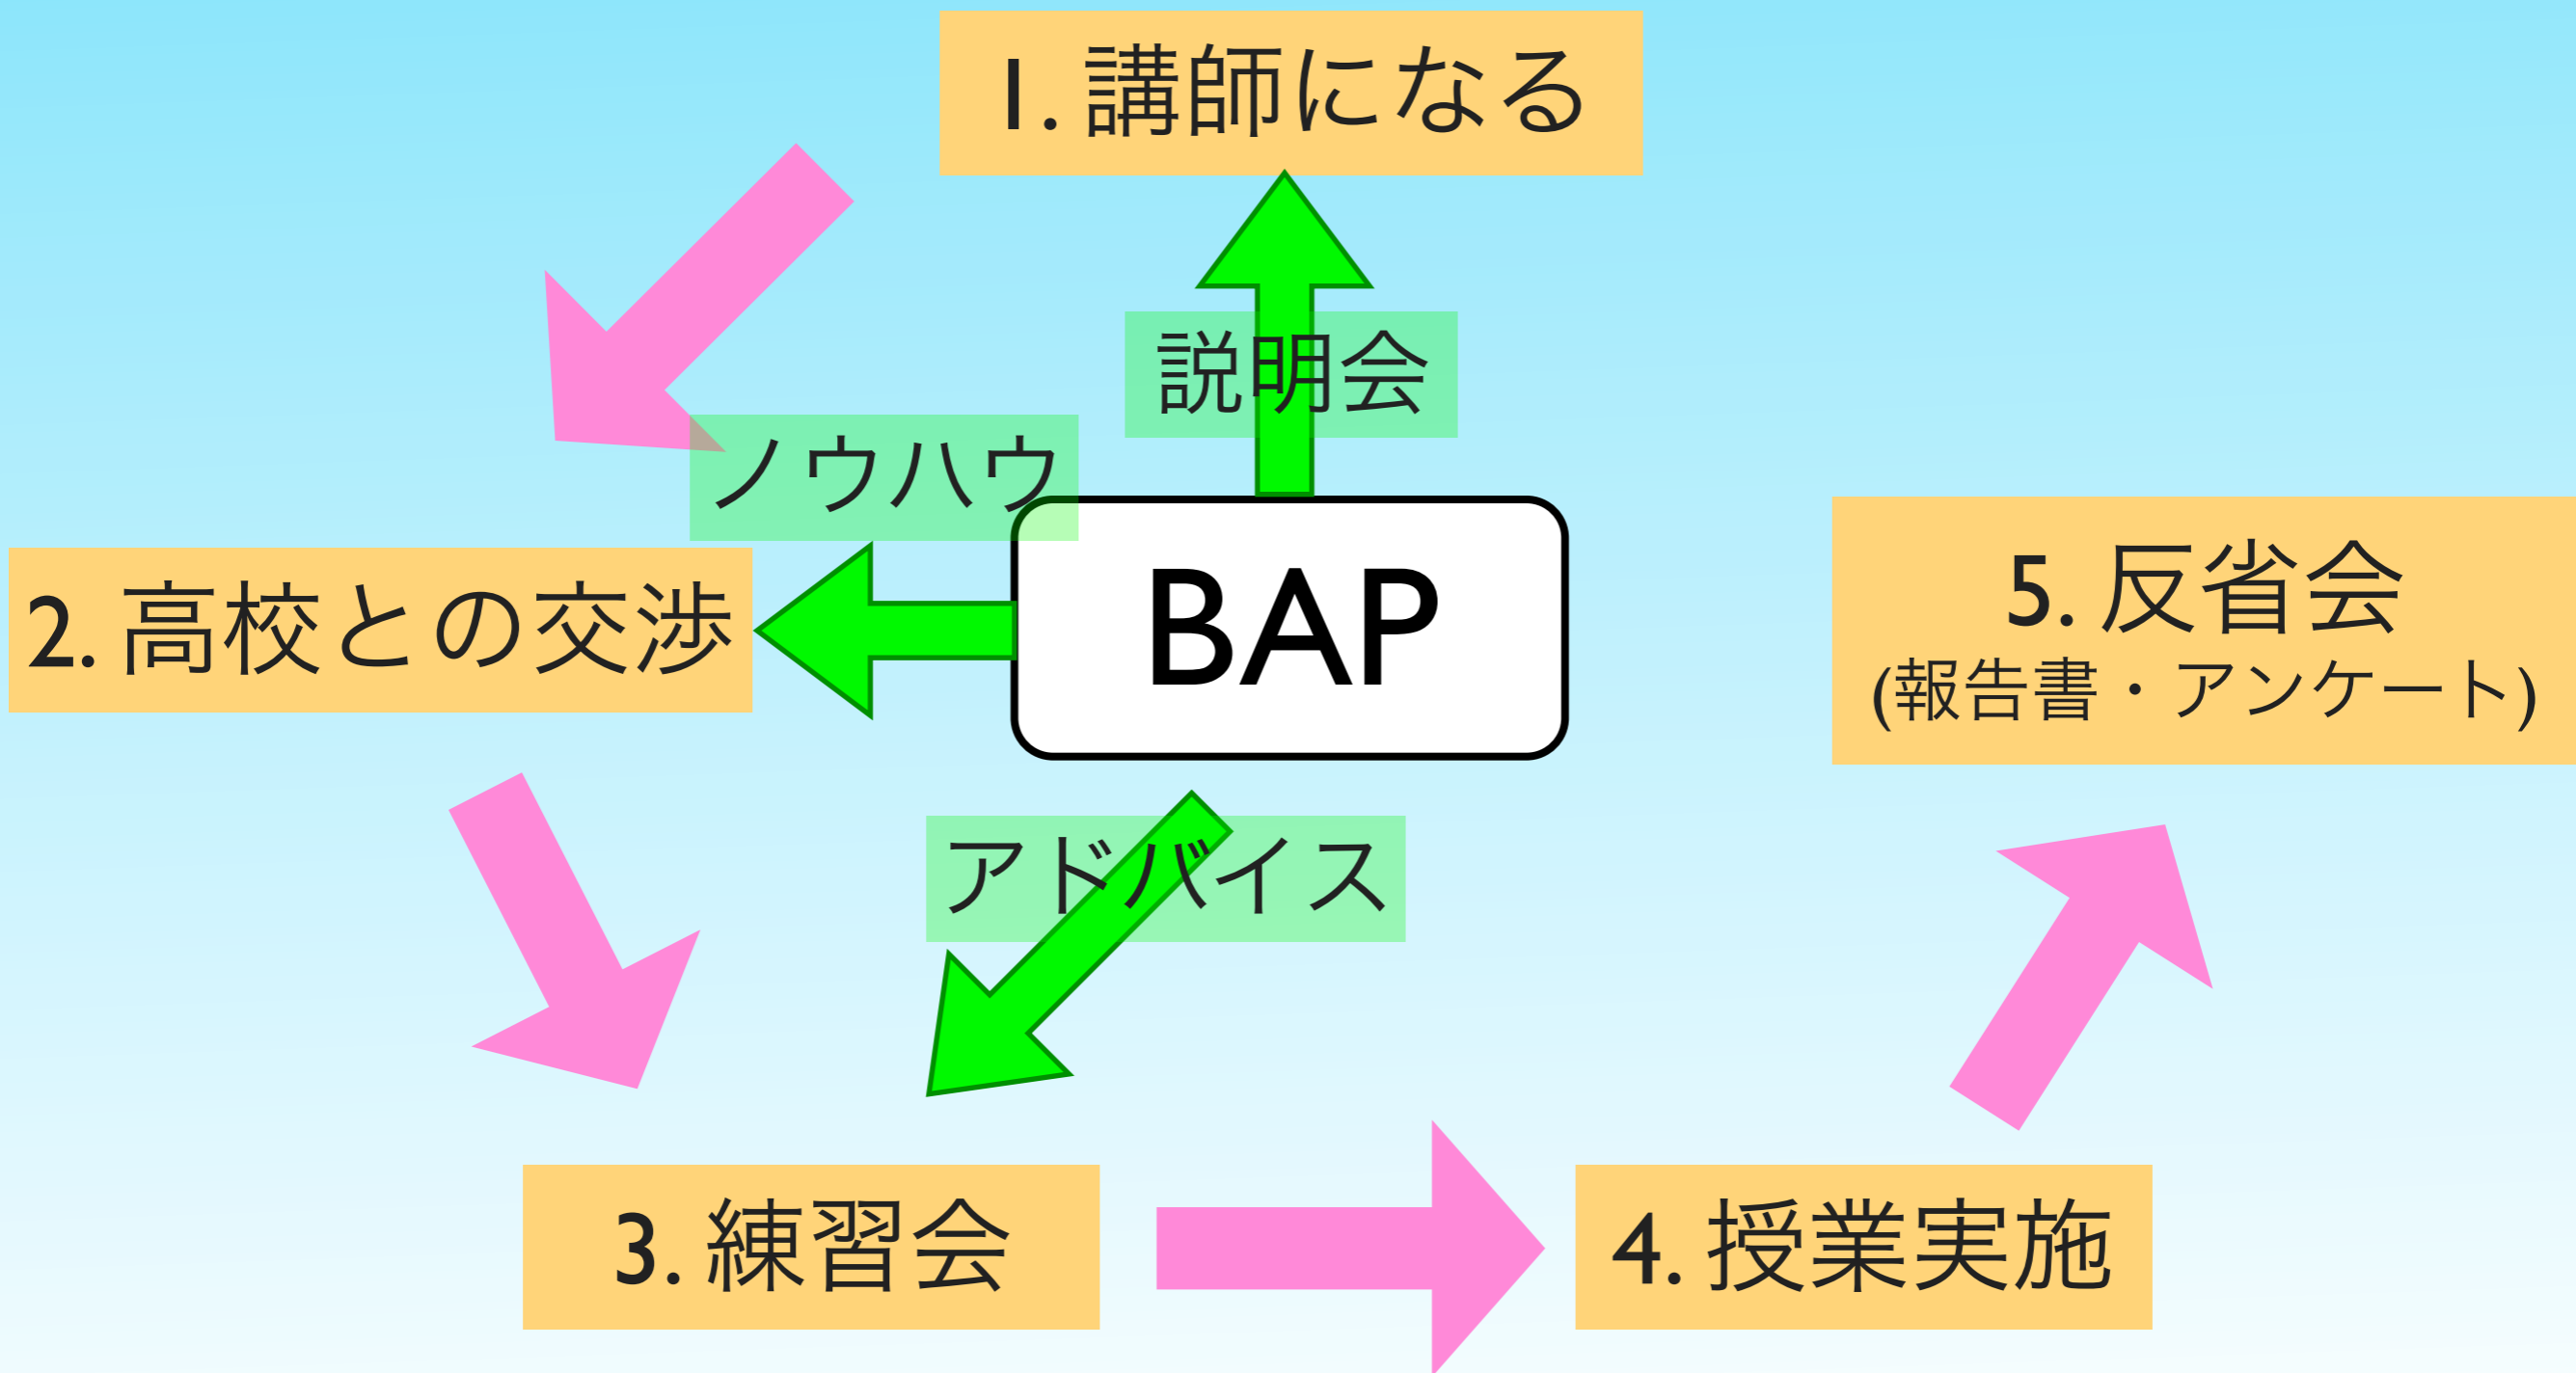 1. 講師になる
説明会
ノウハウ
BAP
2. 高校との交渉
アドバイス
3. 練習会
4. 授業実施
5. 反省会
(報告書・アンケート)